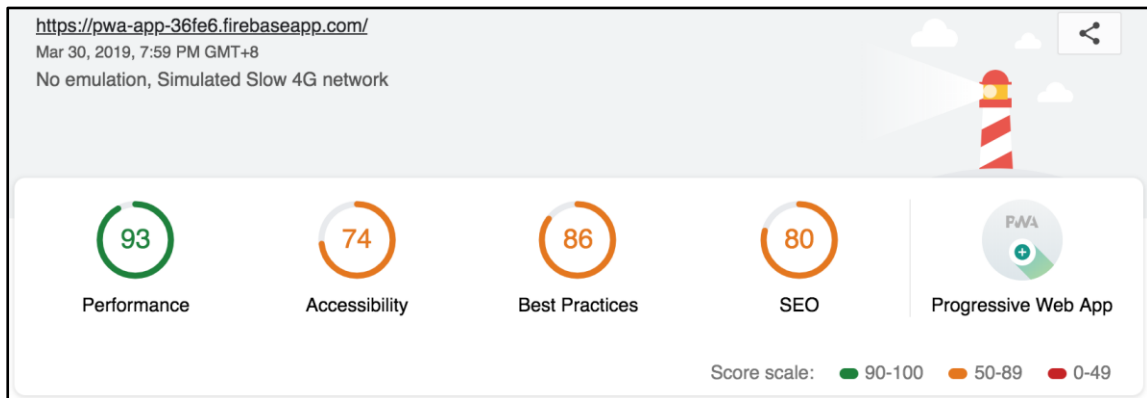 https://pwa-app-36fe6.firebaseapp.com/
Mar 30, 2019, 7:59 PM GMT+8
No emulation, Simulated Slow 4G network
93
74
86
80
PWA
+
Performance
Accessibility
Best Practices
SEO
Progressive Web App
Score scale: 90-100 50-89 0-49